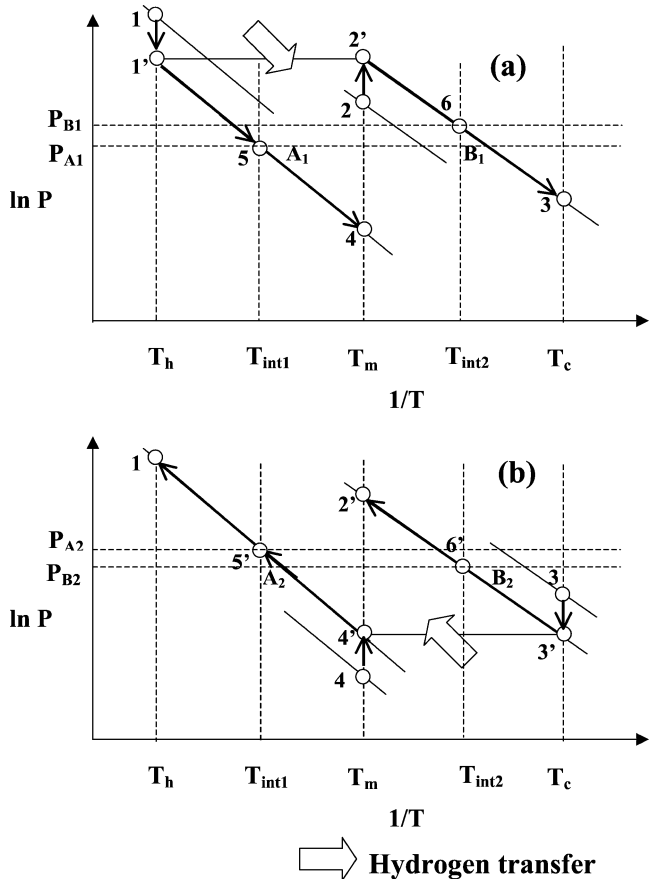 1
2'
(a)
1'
2
6
P_B1
P_A1
5 A_1
B_1
ln P
3
4
T_h T_int1 T_m T_int2 T_c
1/T
1
(b)
2'
P_A2
5'
6'
P_B2
A_2
B_2
3
ln P
4'
3'
4
T_h T_int1 T_m T_int2 T_c
1/T
Hydrogen transfer